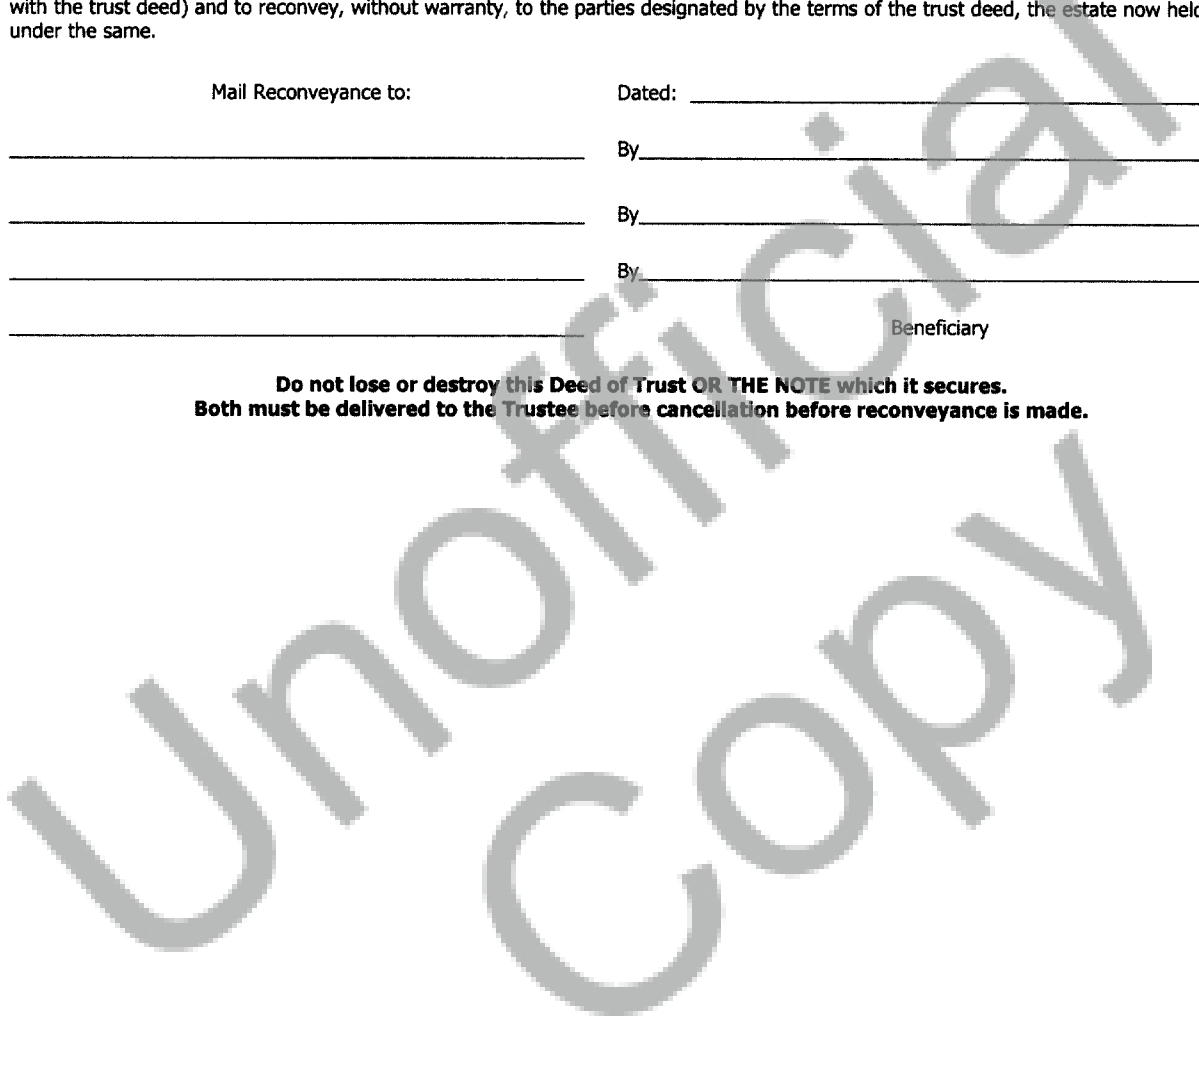 with the trust deed) and to reconvey, without warranty, to the parties designated by the terms of the trust deed, the estate now held
under the same.
Mail Reconveyance to:
Dated:
By
By
By
Beneficiary
Do not lose or destroy this Deed of Trust OR THE NOTE which it secures.
Both must be delivered to the Trustee before cancellation before reconveyance is made.
Unofficial
Copy